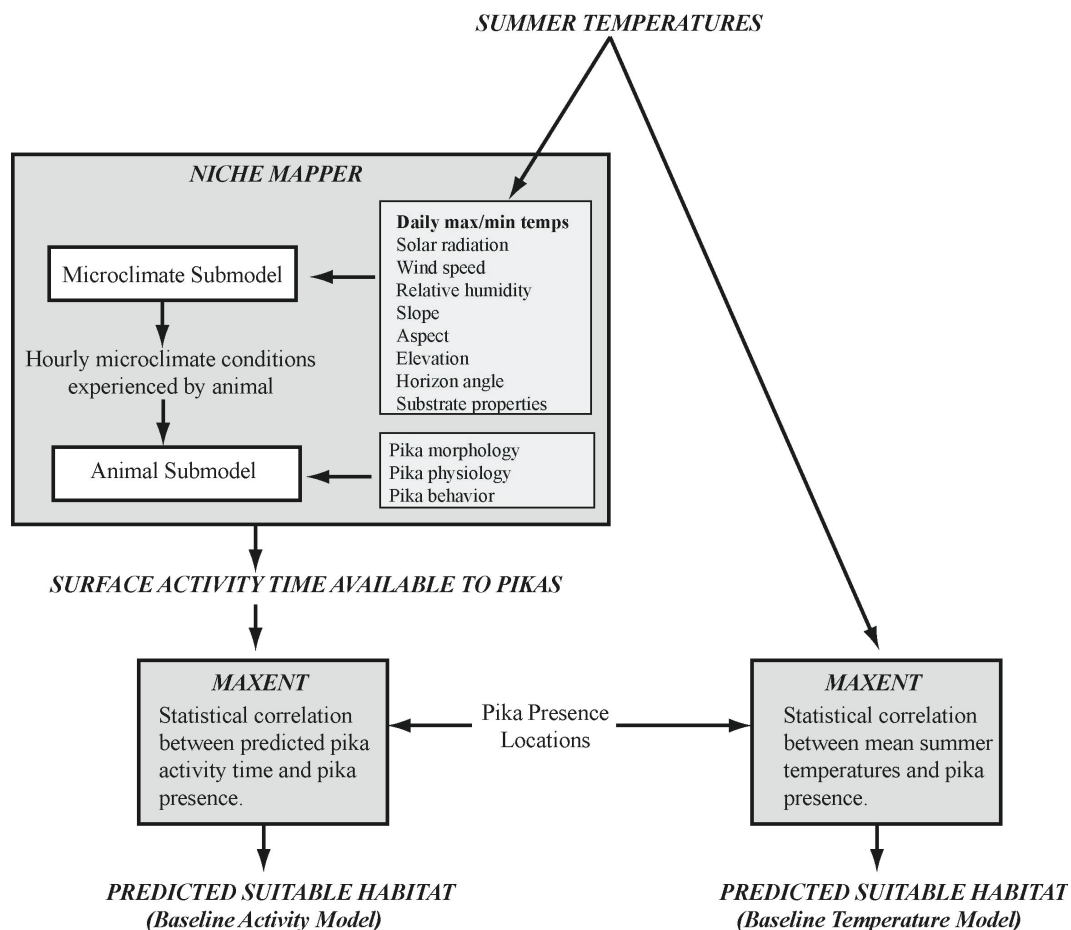 SUMMER TEMPERATURES
NICHE MAPPER
Daily max/min temps
Solar radiation
Wind speed
Relative humidity
Slope
Aspect
Elevation
Horizon angle
Substrate properties
Microclimate Submodel
Hourly microclimate conditions
experienced by animal
Animal Submodel
Pika morphology
Pika physiology
Pika behavior
SURFACE ACTIVITY TIME AVAILABLE TO PIKAS
MAXENT
Statistical correlation
between predicted pika
activity time and pika
presence.
Pika Presence
Locations
MAXENT
Statistical correlation
between mean summer
temperatures and pika
presence.
PREDICTED SUITABLE HABITAT
(Baseline Activity Model)
PREDICTED SUITABLE HABITAT
(Baseline Temperature Model)